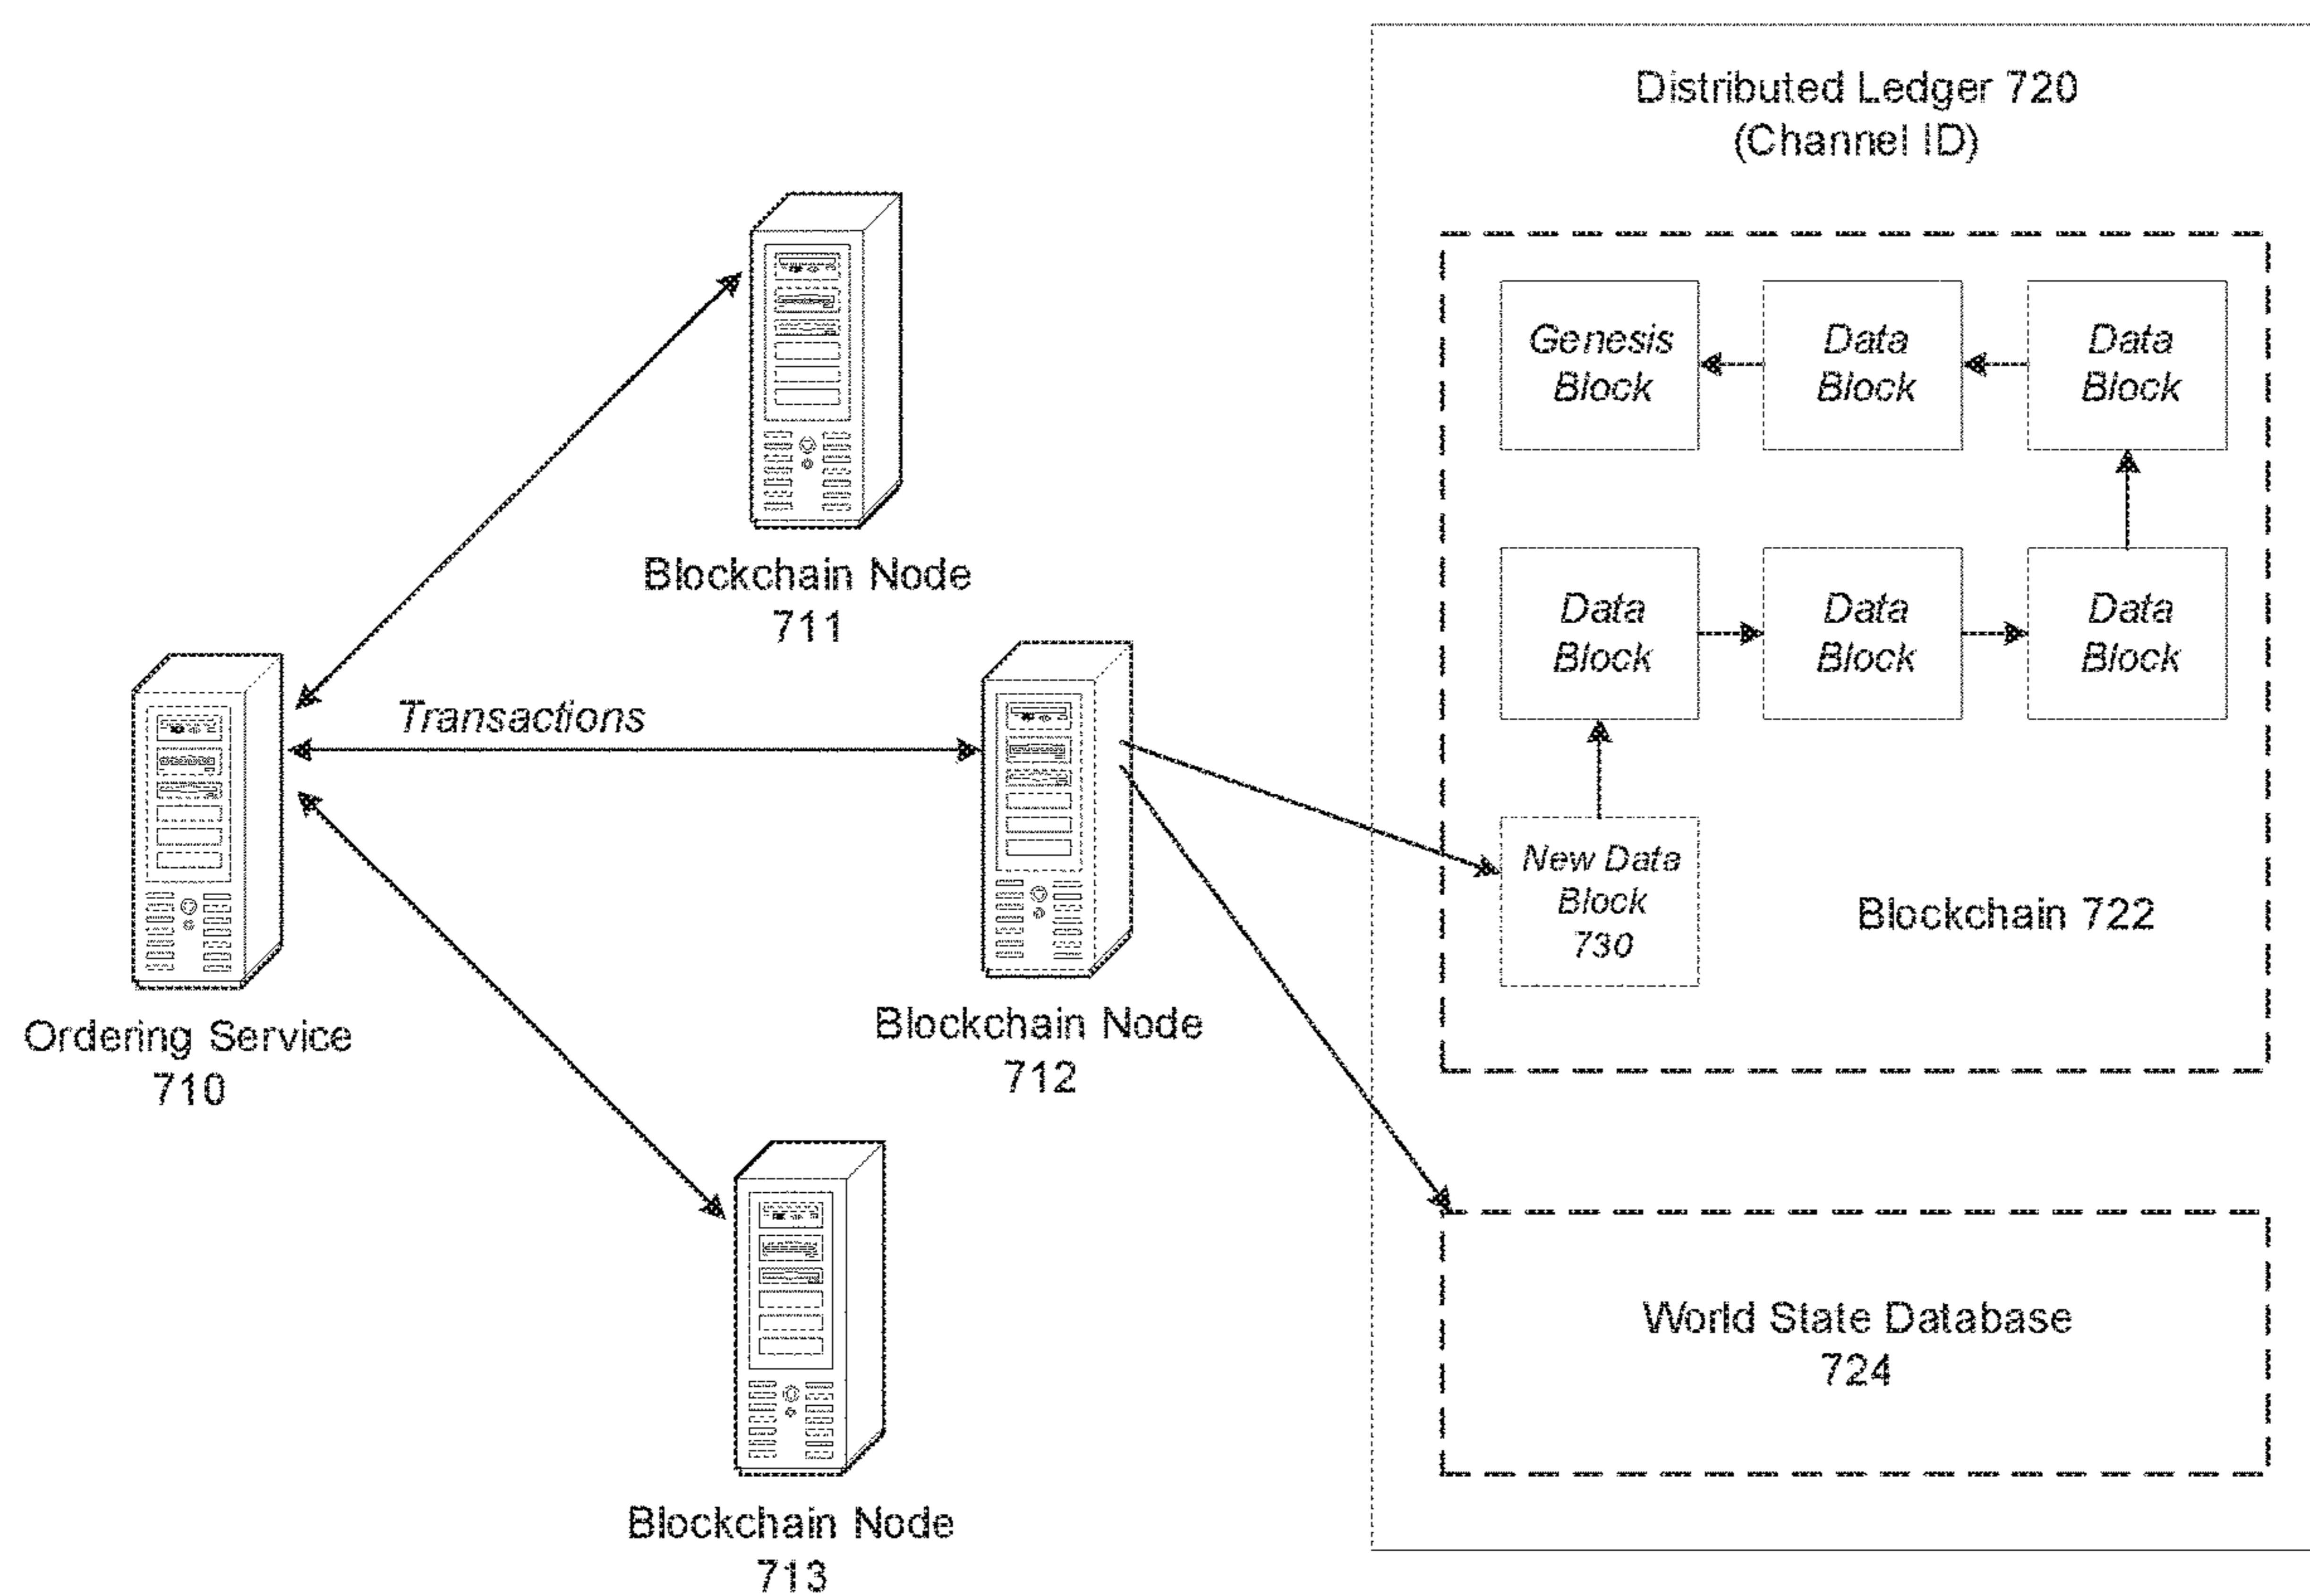 Distributed Ledger 720
(Channel ID)
Genesis
Block
Data
Block
Data
Block
Blockchain Node
711
Data
Block
Data
Block
Data
Block
Transactions
New Data
Block
730
Blockchain 722
Ordering Service
710
Blockchain Node
712
World State Database
724
Blockchain Node
713